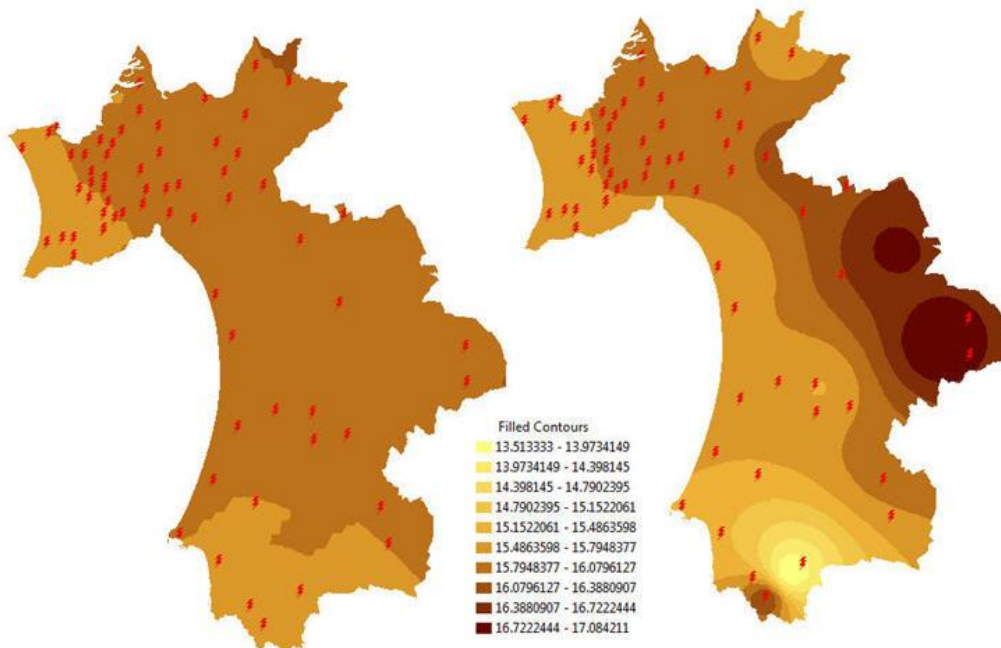 Filled Contours
13.513333 - 13.9734149
13.9734149 - 14.398145
14.398145 - 14.7902395
14.7902395 - 15.1522061
15.1522061 - 15.4863598
15.4863598 - 15.7948377
15.7948377 - 16.0796127
16.0796127 - 16.3880907
16.3880907 - 16.7222444
16.7222444 - 17.084211